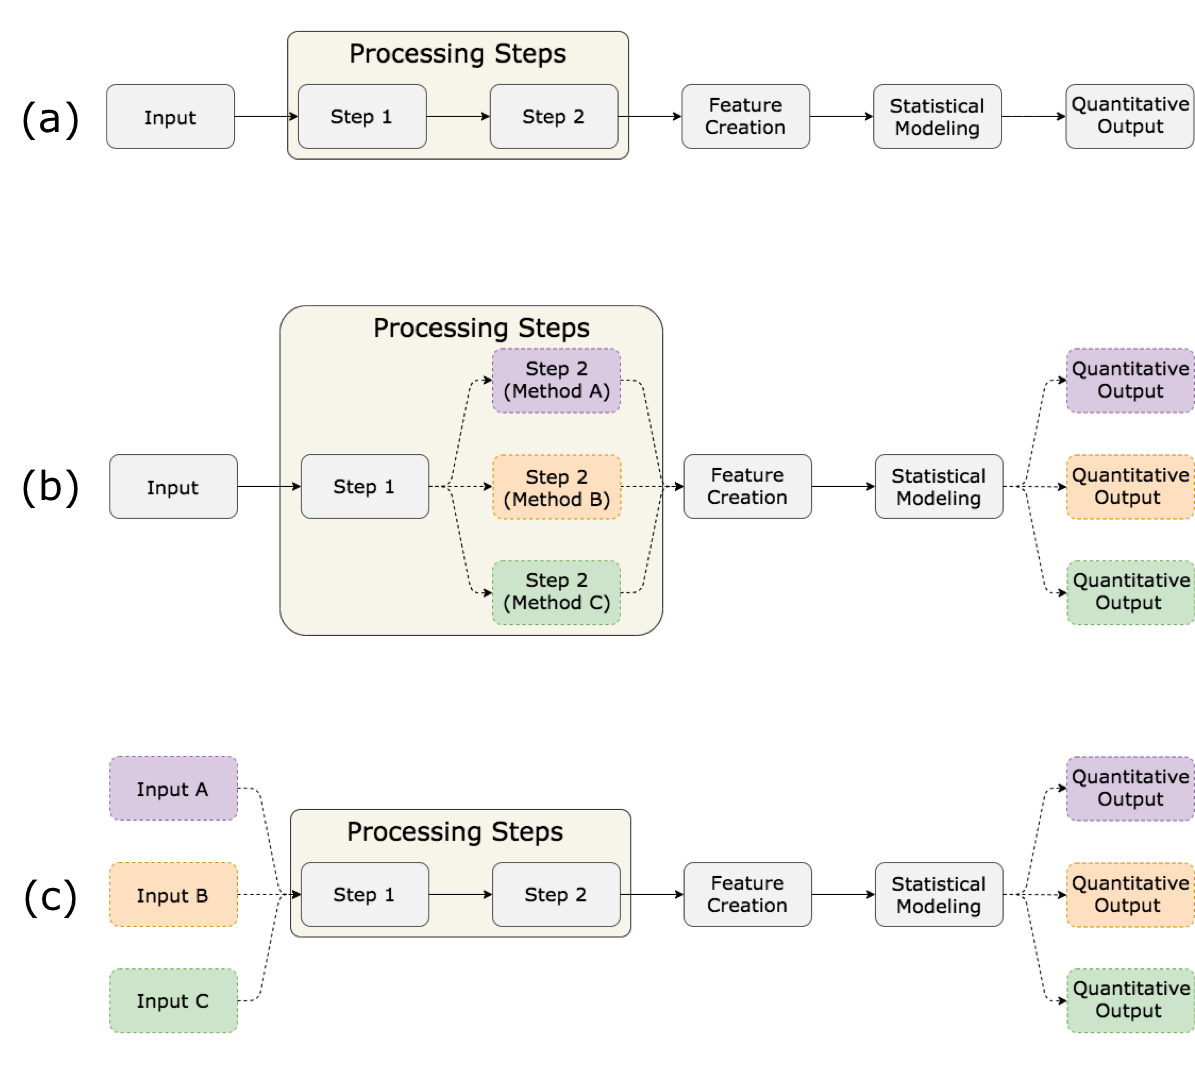 (a)
Input
Processing Steps
Step 1
Step 2
Feature
Creation
Statistical
Modeling
Quantitative
Output
(b)
Input
Processing Steps
Step 1
Step 2
(Method A)
Step 2
(Method B)
Step 2
(Method C)
Feature
Creation
Statistical
Modeling
Quantitative
Output
Quantitative
Output
Quantitative
Output
(c)
Input A
Input B
Input C
Processing Steps
Step 1
Step 2
Feature
Creation
Statistical
Modeling
Quantitative
Output
Quantitative
Output
Quantitative
Output